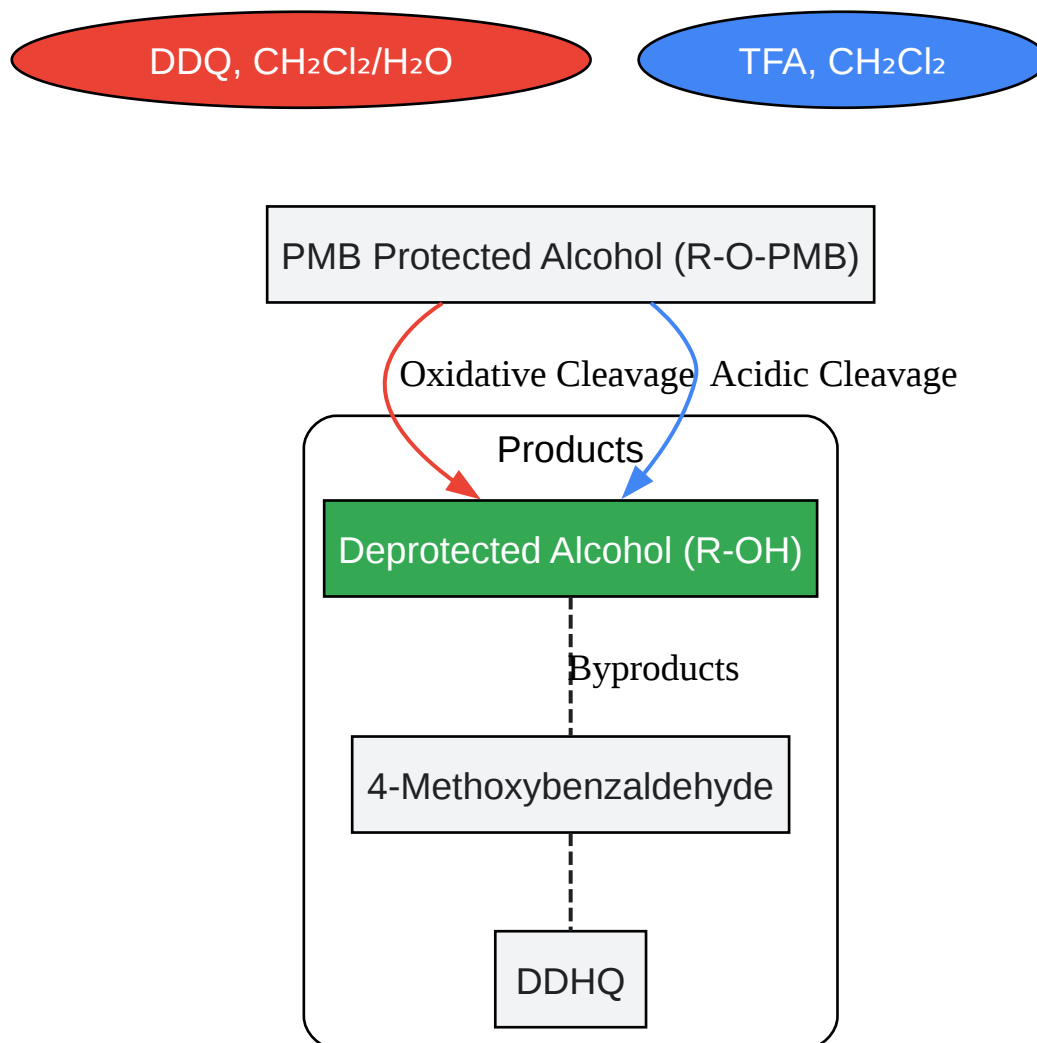 DDQ, CH₂Cl₂/H₂O
TFA, CH₂Cl₂
PMB Protected Alcohol (R-O-PMB)
Oxidative Cleavage
Acidic Cleavage
Products
Deprotected Alcohol (R-OH)
Byproducts
4-Methoxybenzaldehyde
DDHQ